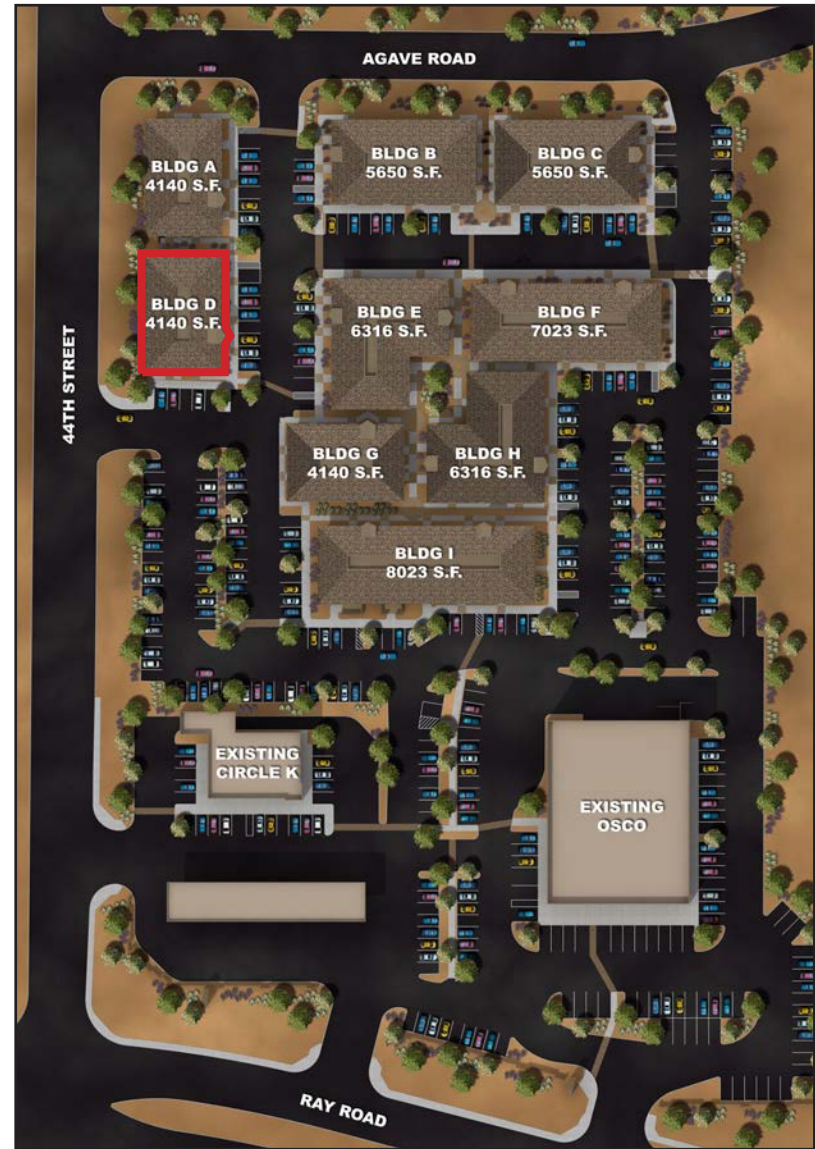 AGAVE ROAD
BLDG A
4140 S.F.
BLDG B
5650 S.F.
BLDG C
5650 S.F.
BLDG D
4140 S.F.
BLDG E
6316 S.F.
BLDG F
7023 S.F.
44TH STREET
BLDG G
4140 S.F.
BLDG H
6316 S.F.
BLDG I
8023 S.F.
EXISTING
CIRCLE K
EXISTING
OSCO
RAY ROAD